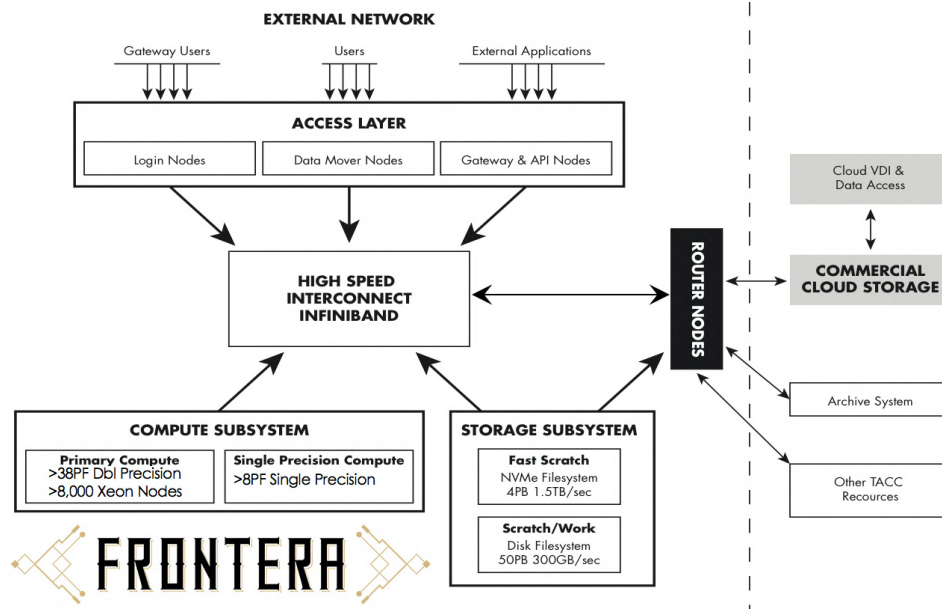 EXTERNAL NETWORK
Gateway Users
Users
External Applications
ACCESS LAYER
Login Nodes
Data Mover Nodes
Gateway & API Nodes
HIGH SPEED
INTERCONNECT
INFINIBAND
ROUTER NODES
Cloud VDI &
Data Access
COMMERCIAL
CLOUD STORAGE
Archive System
Other TACC
Recources
COMPUTE SUBSYSTEM
Primary Compute
>38PF Dbl Precision
>8,000 Xeon Nodes
Single Precision Compute
>8PF Single Precision
STORAGE SUBSYSTEM
Fast Scratch
NVMe Filesystem
4PB 1.5TB/sec
Scratch/Work
Disk Filesystem
50PB 300GB/sec
FRONTERA